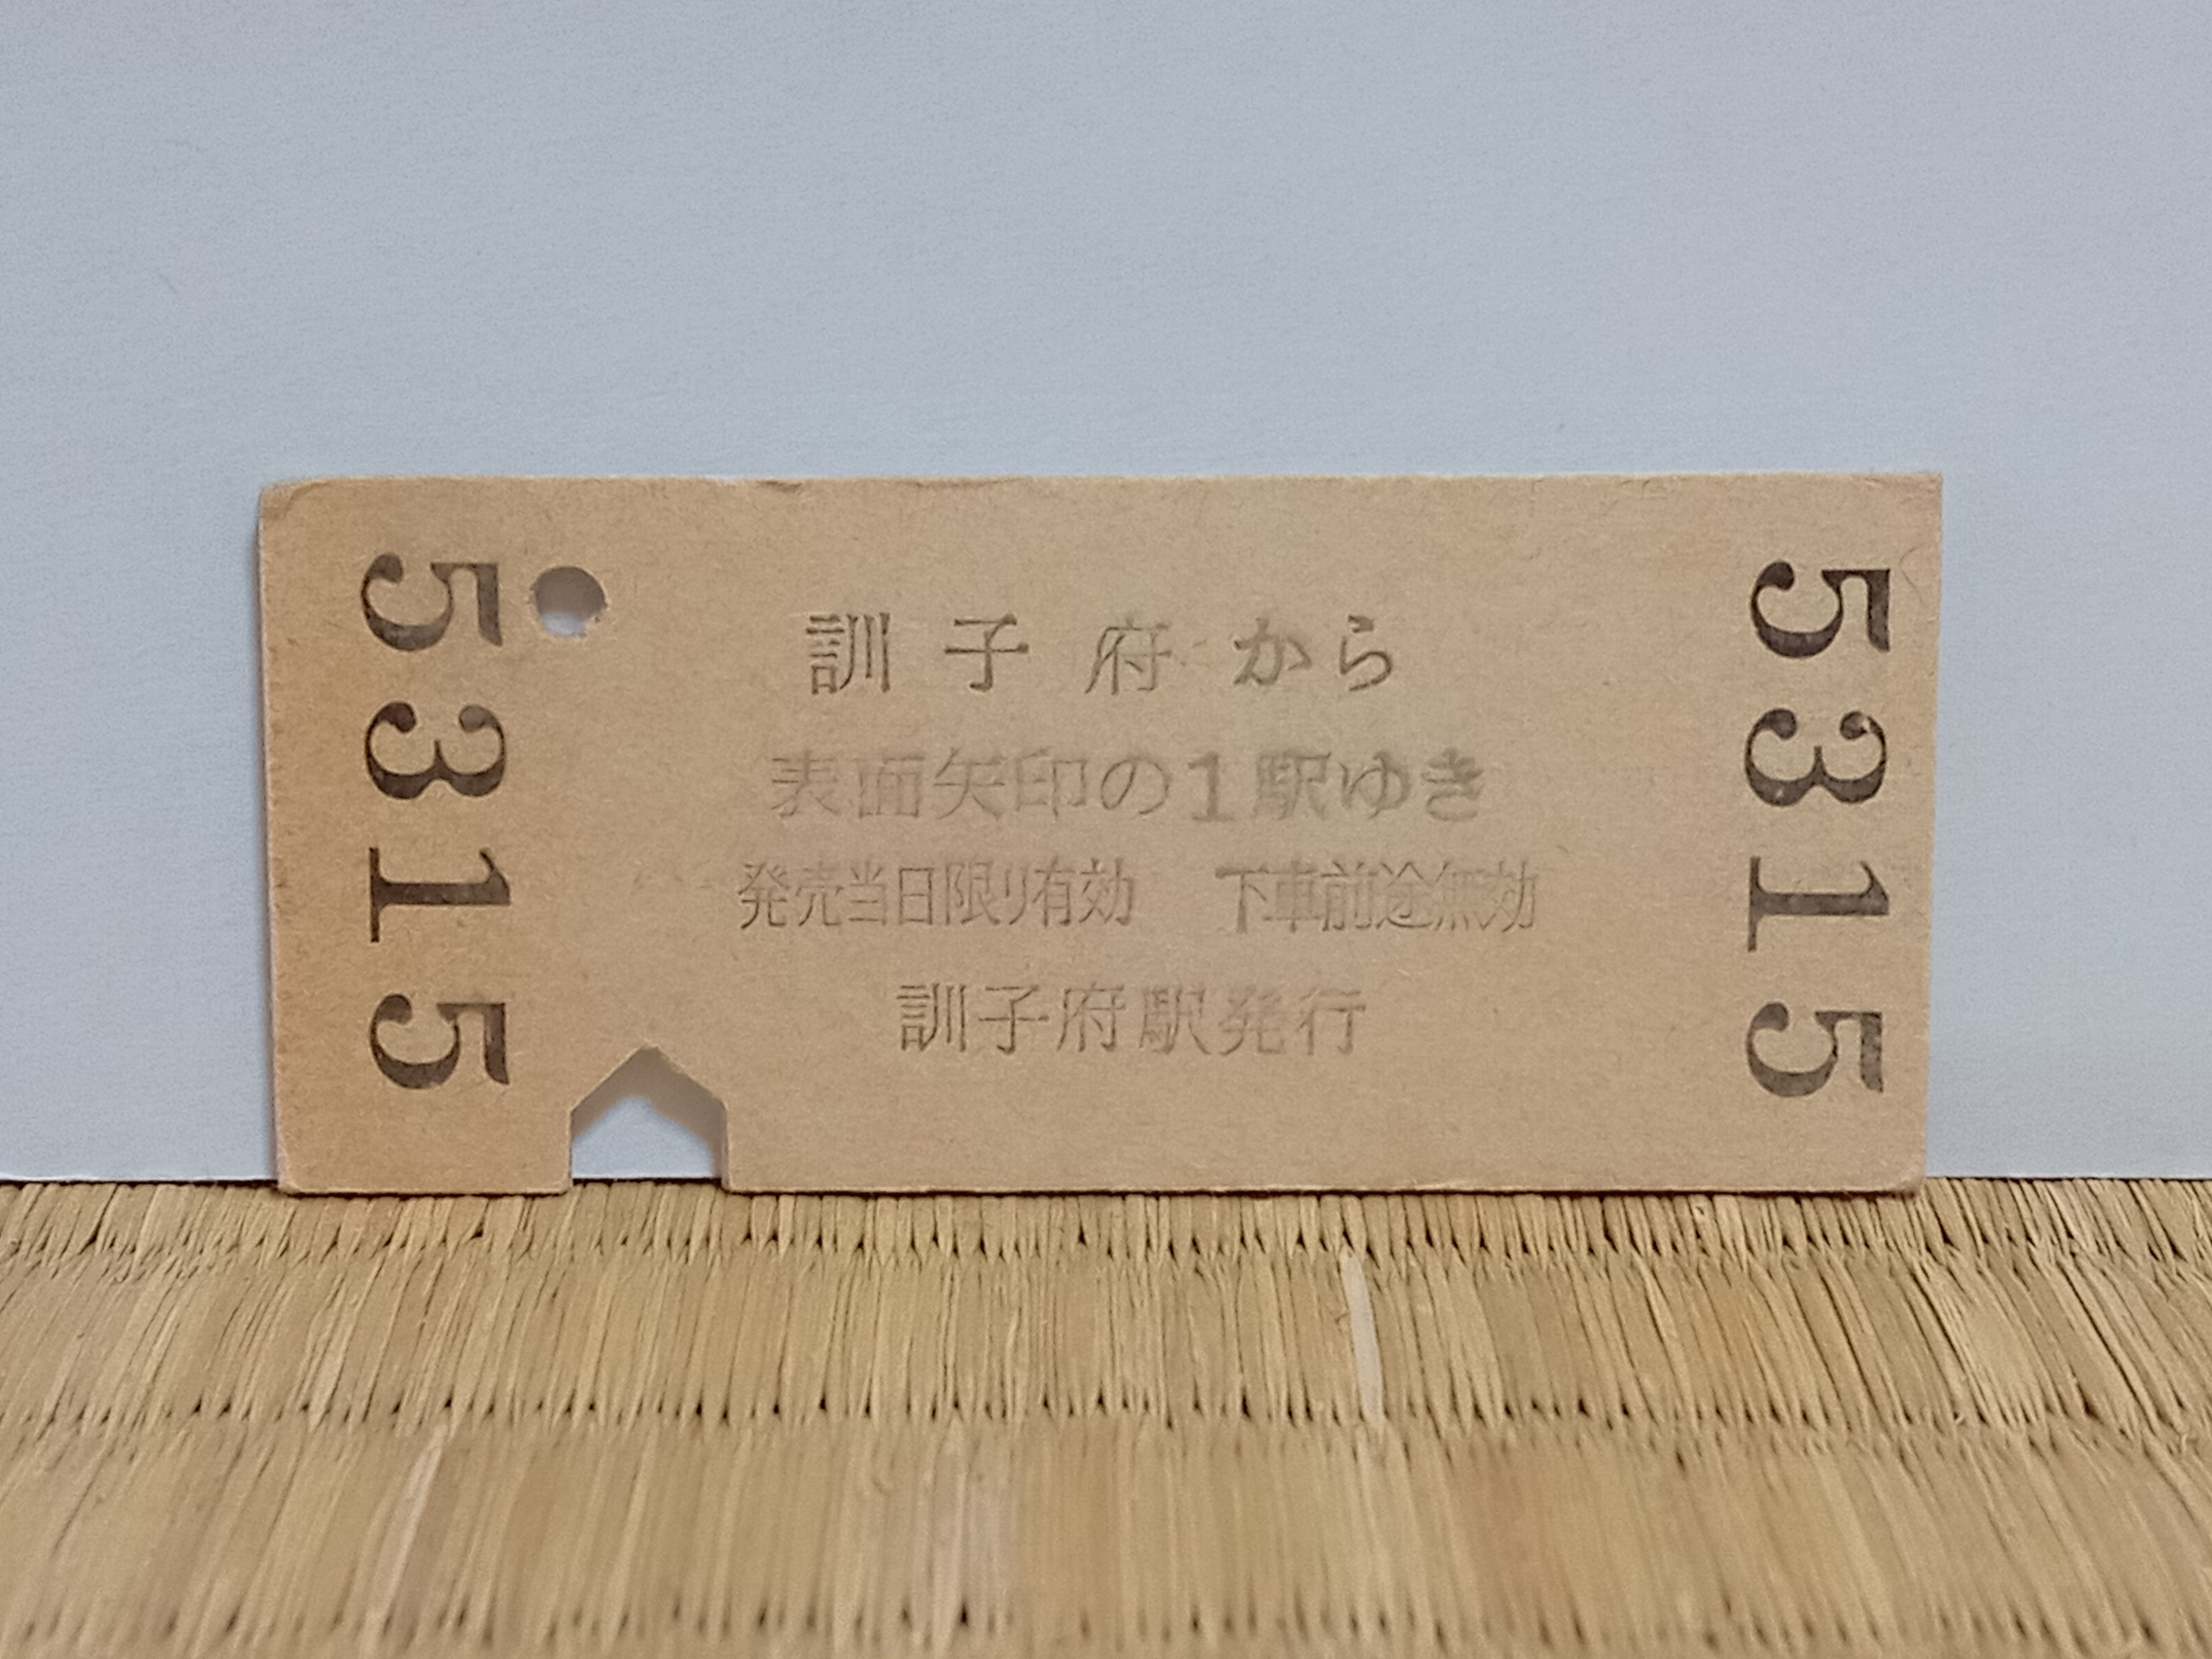 5315
訓子府から
表面矢印の1駅ゆき
発売当日限り有効 下車前途無効
訓子府駅発行
5315